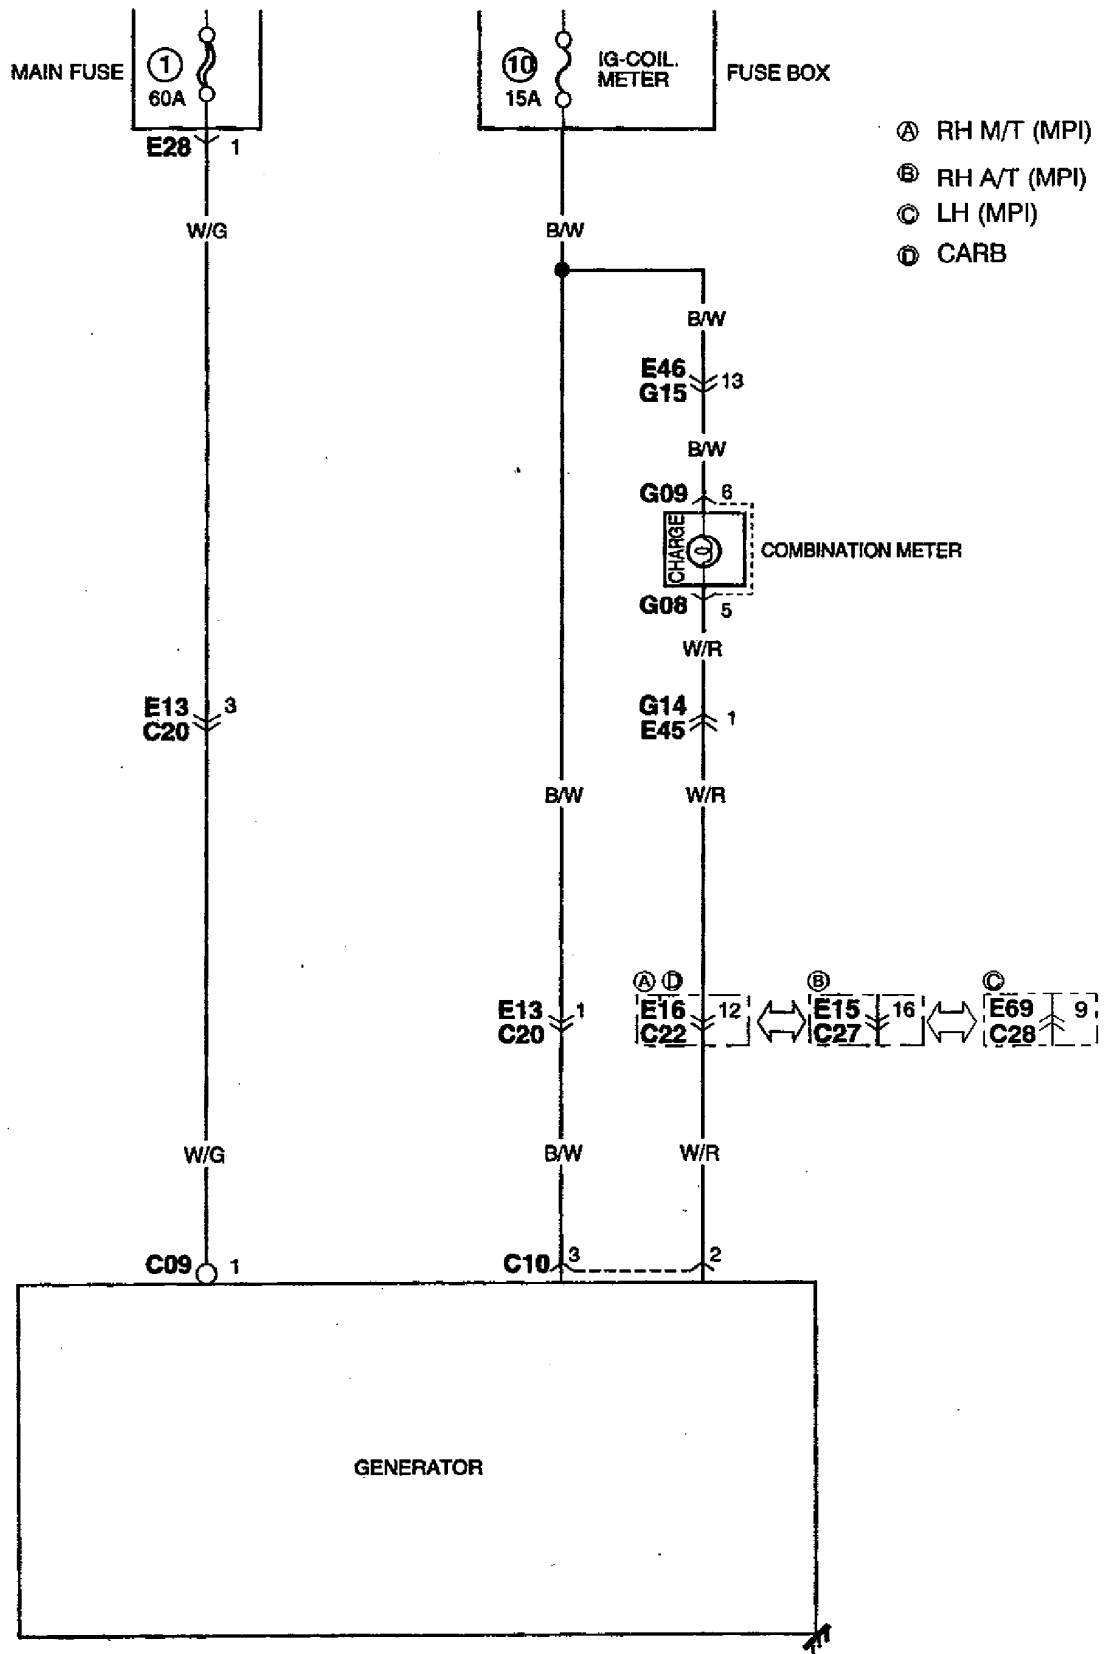 MAIN FUSE
1
60A
10
15A
IG-COIL.
METER
FUSE BOX
E28 1
A RH M/T (MPI)
B RH A/T (MPI)
C LH (MPI)
D CARB
W/G
B/W
B/W
E46
G15
13
B/W
G09 6
CHARGE
COMBINATION METER
G08 5
W/R
E13
C20
3
G14
E45
1
B/W
W/R
A D
B
C
E13
C20
1
E16
C22
12
E15
C27
16
E69
C28
9
W/G
B/W
W/R
C09 1
C10 3
2
GENERATOR